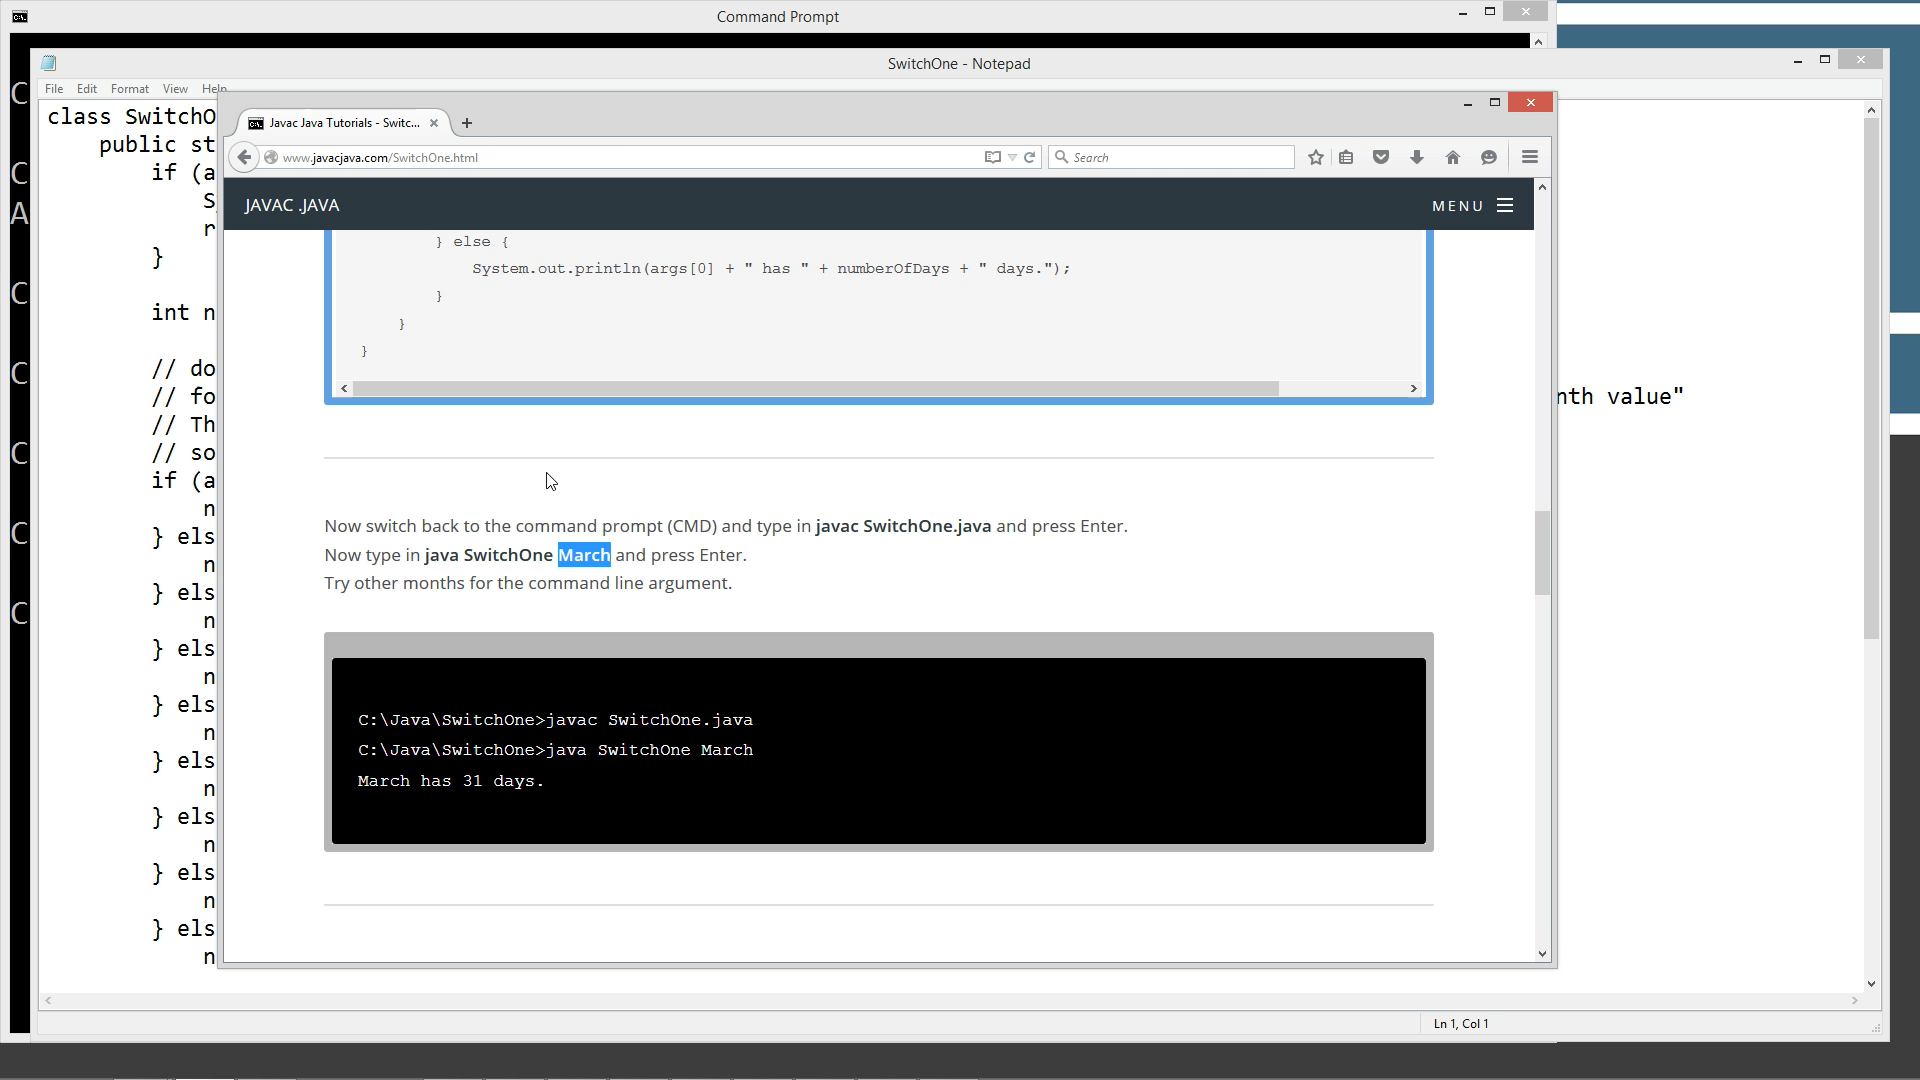 Command Prompt
SwitchOne - Notepad
File Edit Format View Help
Javac Java Tutorials - Switc...
www.javacjava.com/SwitchOne.html
Search
JAVAC .JAVA
MENU
} else {
System.out.println(args[0] + " has " + numberOfDays + " days.");
}
}
}
Now switch back to the command prompt (CMD) and type in javac SwitchOne.java and press Enter.
Now type in java SwitchOne March and press Enter.
Try other months for the command line argument.
C:\Java\SwitchOne>javac SwitchOne.java
C:\Java\SwitchOne>java SwitchOne March
March has 31 days.
class SwitchO
public st
if (a
S
r
}
int n
// do
// fo nth value"
// Th
// so
if (a
n
} els
n
} els
n
} els
n
} els
n
} els
n
} els
n
} els
n
} els
n
C
C
A
C
C
C
C
C
Ln 1, Col 1